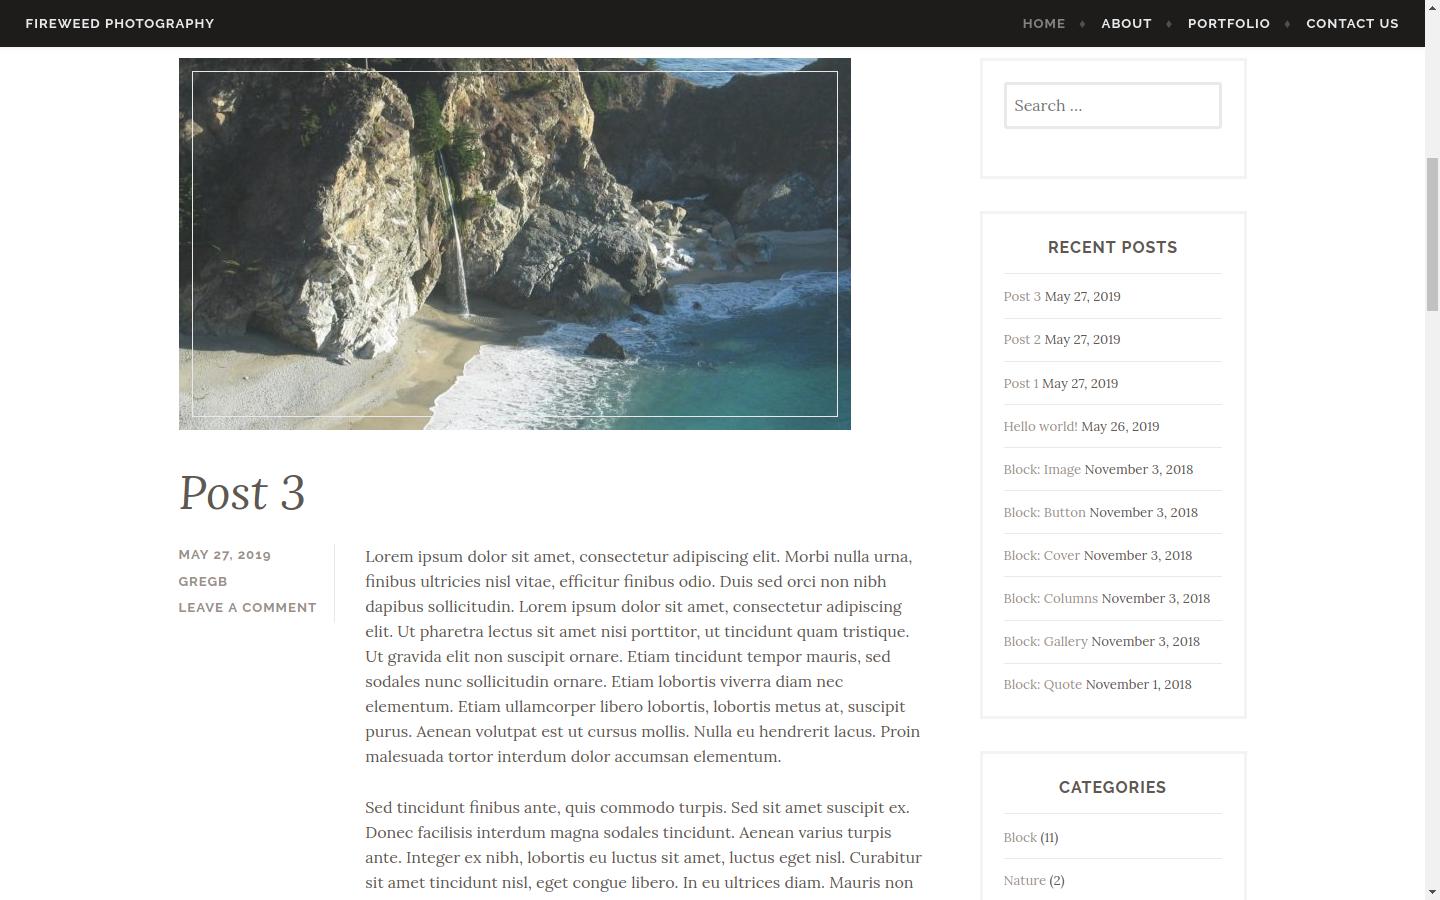 FIREWEED PHOTOGRAPHY
HOME ♦ ABOUT ♦ PORTFOLIO ♦ CONTACT US
Search ...
RECENT POSTS
Post 3 May 27, 2019
Post 2 May 27, 2019
Post 1 May 27, 2019
Hello world! May 26, 2019
Block: Image November 3, 2018
Block: Button November 3, 2018
Block: Cover November 3, 2018
Block: Columns November 3, 2018
Block: Gallery November 3, 2018
Block: Quote November 1, 2018
CATEGORIES
Block (11)
Nature (2)
Post 3
MAY 27, 2019
GREGB
LEAVE A COMMENT
Lorem ipsum dolor sit amet, consectetur adipiscing elit. Morbi nulla urna,
finibus ultricies nisl vitae, efficitur finibus odio. Duis sed orci non nibh
dapibus sollicitudin. Lorem ipsum dolor sit amet, consectetur adipiscing
elit. Ut pharetra lectus sit amet nisi porttitor, ut tincidunt quam tristique.
Ut gravida elit non suscipit ornare. Etiam tincidunt tempor mauris, sed
sodales nunc sollicitudin ornare. Etiam lobortis viverra diam nec
elementum. Etiam ullamcorper libero lobortis, lobortis metus at, suscipit
purus. Aenean volutpat est ut cursus mollis. Nulla eu hendrerit lacus. Proin
malesuada tortor interdum dolor accumsan elementum.
Sed tincidunt finibus ante, quis commodo turpis. Sed sit amet suscipit ex.
Donec facilisis interdum magna sodales tincidunt. Aenean varius turpis
ante. Integer ex nibh, lobortis eu luctus sit amet, luctus eget nisl. Curabitur
sit amet tincidunt nisl, eget congue libero. In eu ultrices diam. Mauris non